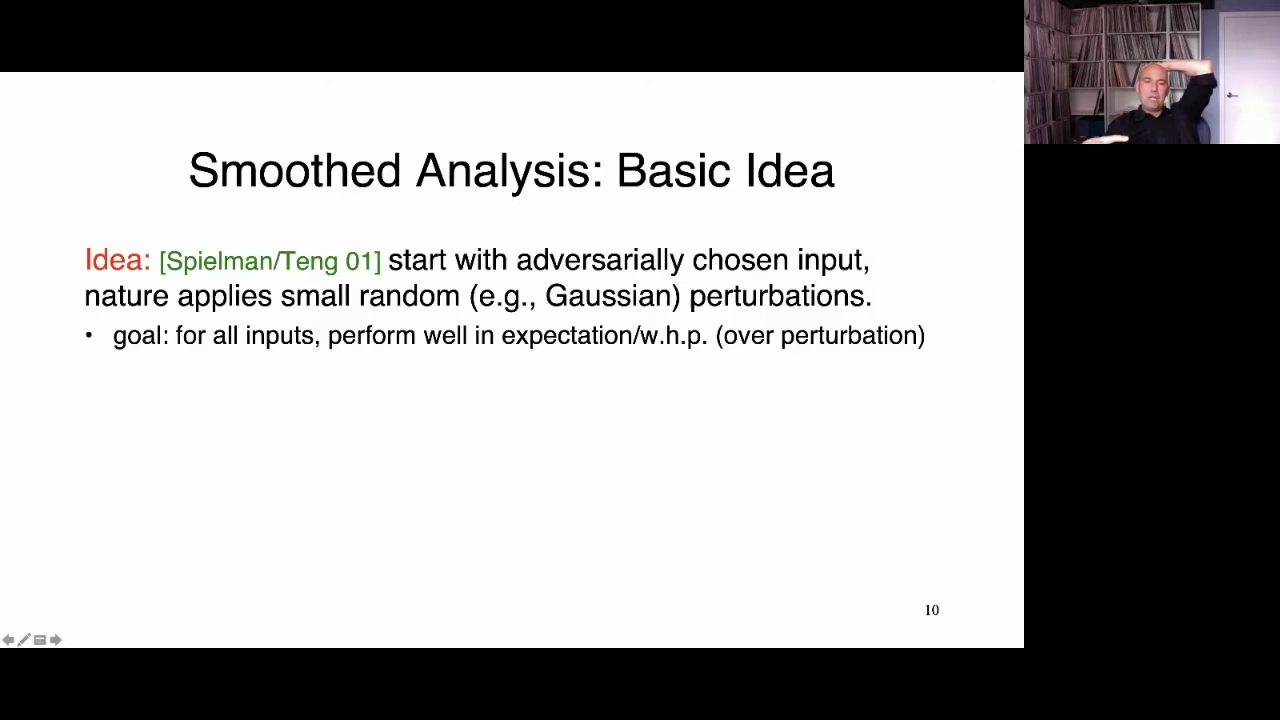 Smoothed Analysis: Basic Idea
Idea: [Spielman/Teng 01] start with adversarially chosen input,
nature applies small random (e.g., Gaussian) perturbations.
• goal: for all inputs, perform well in expectation/w.h.p. (over perturbation)
10